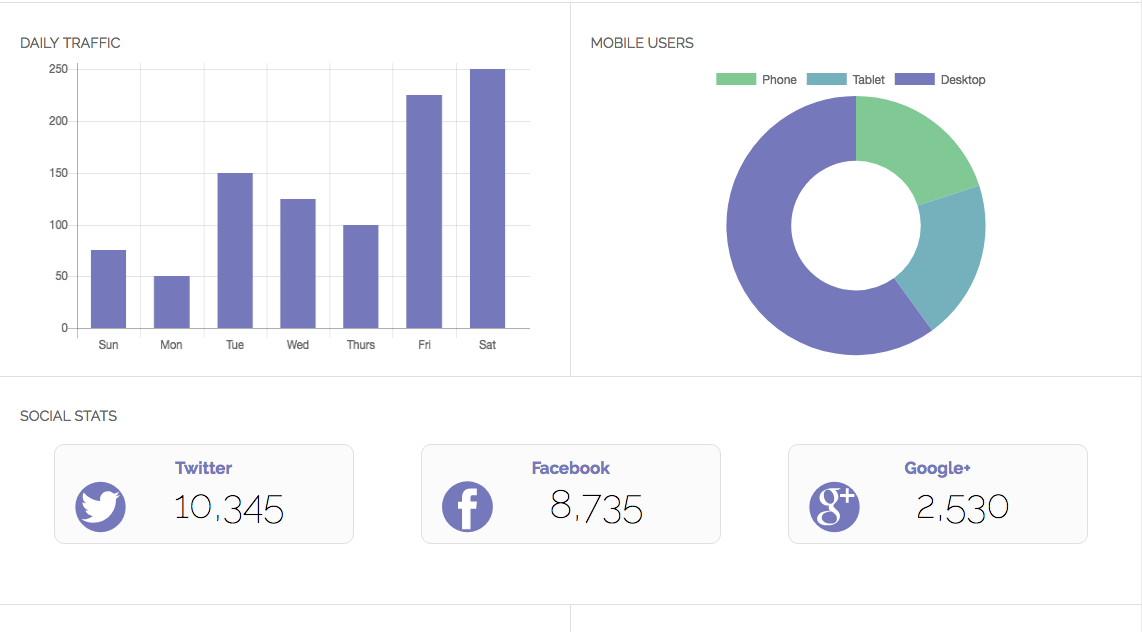 DAILY TRAFFIC
250
200
150
100
50
0
Sun Mon Tue Wed Thurs Fri Sat
MOBILE USERS
Phone Tablet Desktop
SOCIAL STATS
Twitter
10,345
Facebook
8,735
Google+
2,530